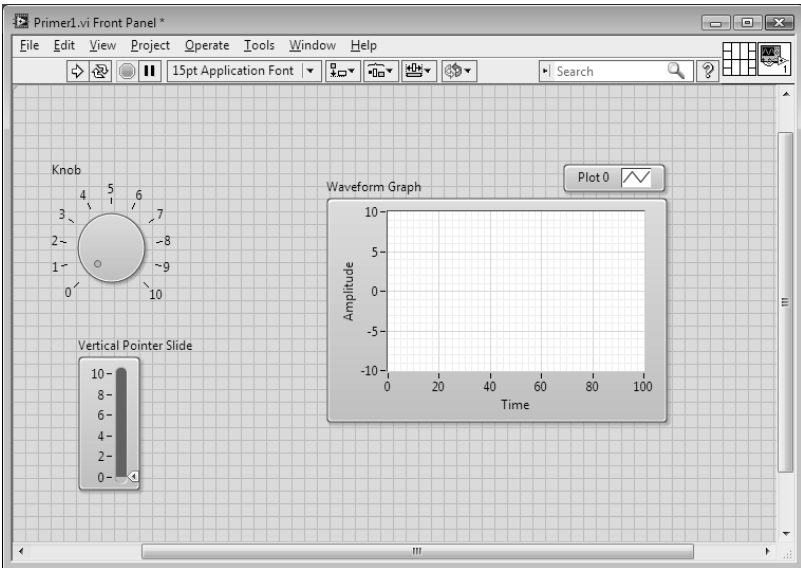 Primer1.vi Front Panel *
File Edit View Project Operate Tools Window Help
15pt Application Font
Search
1
Knob
0 1 2 3 4 5 6 7 8 9 10
Plot 0
Waveform Graph
Amplitude
10
5
0
-5
-10
0 20 40 60 80 100
Time
Vertical Pointer Slide
10
8
6
4
2
0